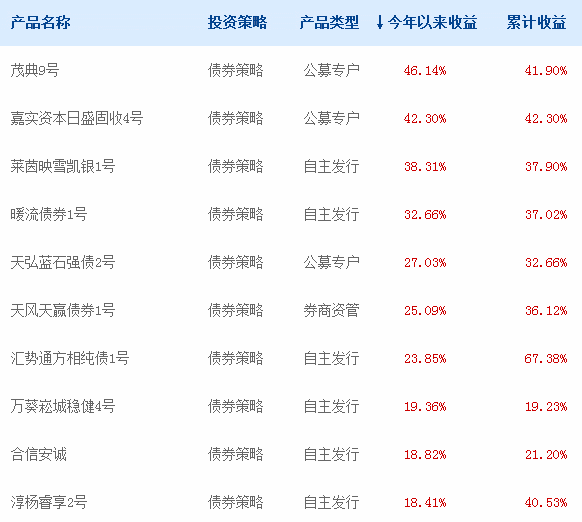 产品名称 投资策略 产品类型 ↓今年以来收益 累计收益
茂典9号 债券策略 公募专户 46.14% 41.90%
嘉实资本日盛固收4号 债券策略 公募专户 42.30% 42.30%
莱茵映雪凯银1号 债券策略 自主发行 38.31% 37.90%
暖流债券1号 债券策略 自主发行 32.66% 37.02%
天弘蓝石强债2号 债券策略 公募专户 27.03% 32.66%
天风天赢债券1号 债券策略 券商资管 25.09% 36.12%
汇势通方相纯债1号 债券策略 自主发行 23.85% 67.38%
万葵崧城稳健4号 债券策略 自主发行 19.36% 19.23%
合信安诚 债券策略 自主发行 18.82% 21.20%
淳杨睿享2号 债券策略 自主发行 18.41% 40.53%